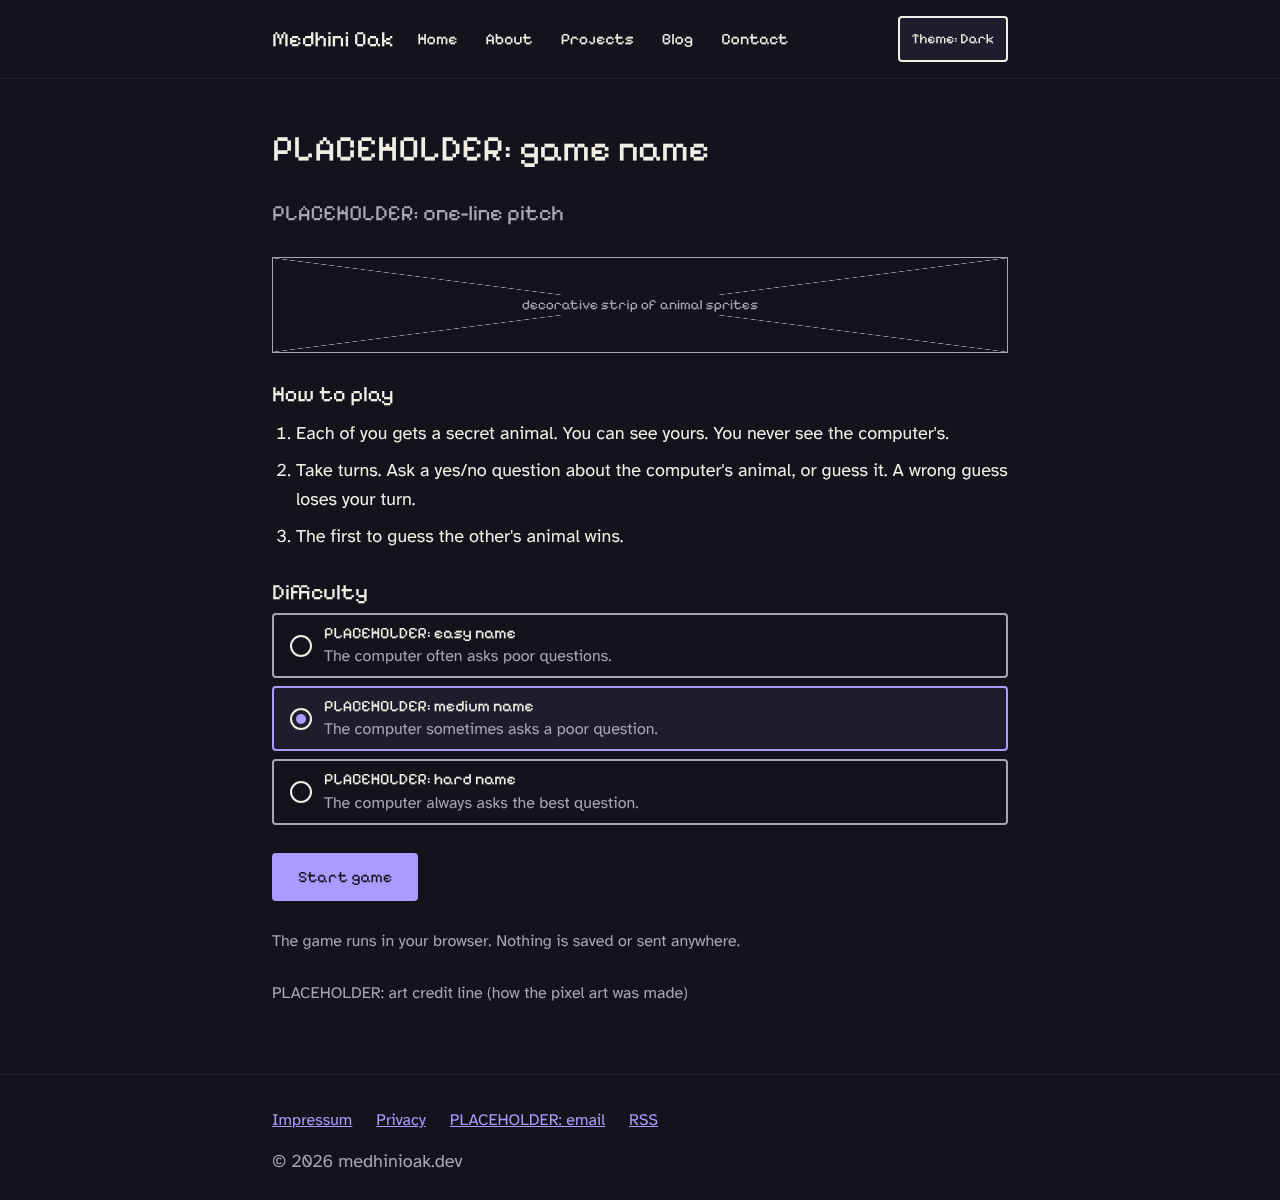 Medhini Oak Home About Projects Blog Contact Theme: Dark
PLACEHOLDER: game name
PLACEHOLDER: one-line pitch
decorative strip of animal sprites
How to play
1. Each of you gets a secret animal. You can see yours. You never see the computer's.
2. Take turns. Ask a yes/no question about the computer's animal, or guess it. A wrong guess
loses your turn.
3. The first to guess the other's animal wins.
Difficulty
PLACEHOLDER: easy name
The computer often asks poor questions.
PLACEHOLDER: medium name
The computer sometimes asks a poor question.
PLACEHOLDER: hard name
The computer always asks the best question.
Start game
The game runs in your browser. Nothing is saved or sent anywhere.
PLACEHOLDER: art credit line (how the pixel art was made)
Impressum Privacy PLACEHOLDER: email RSS
© 2026 medhinioak.dev